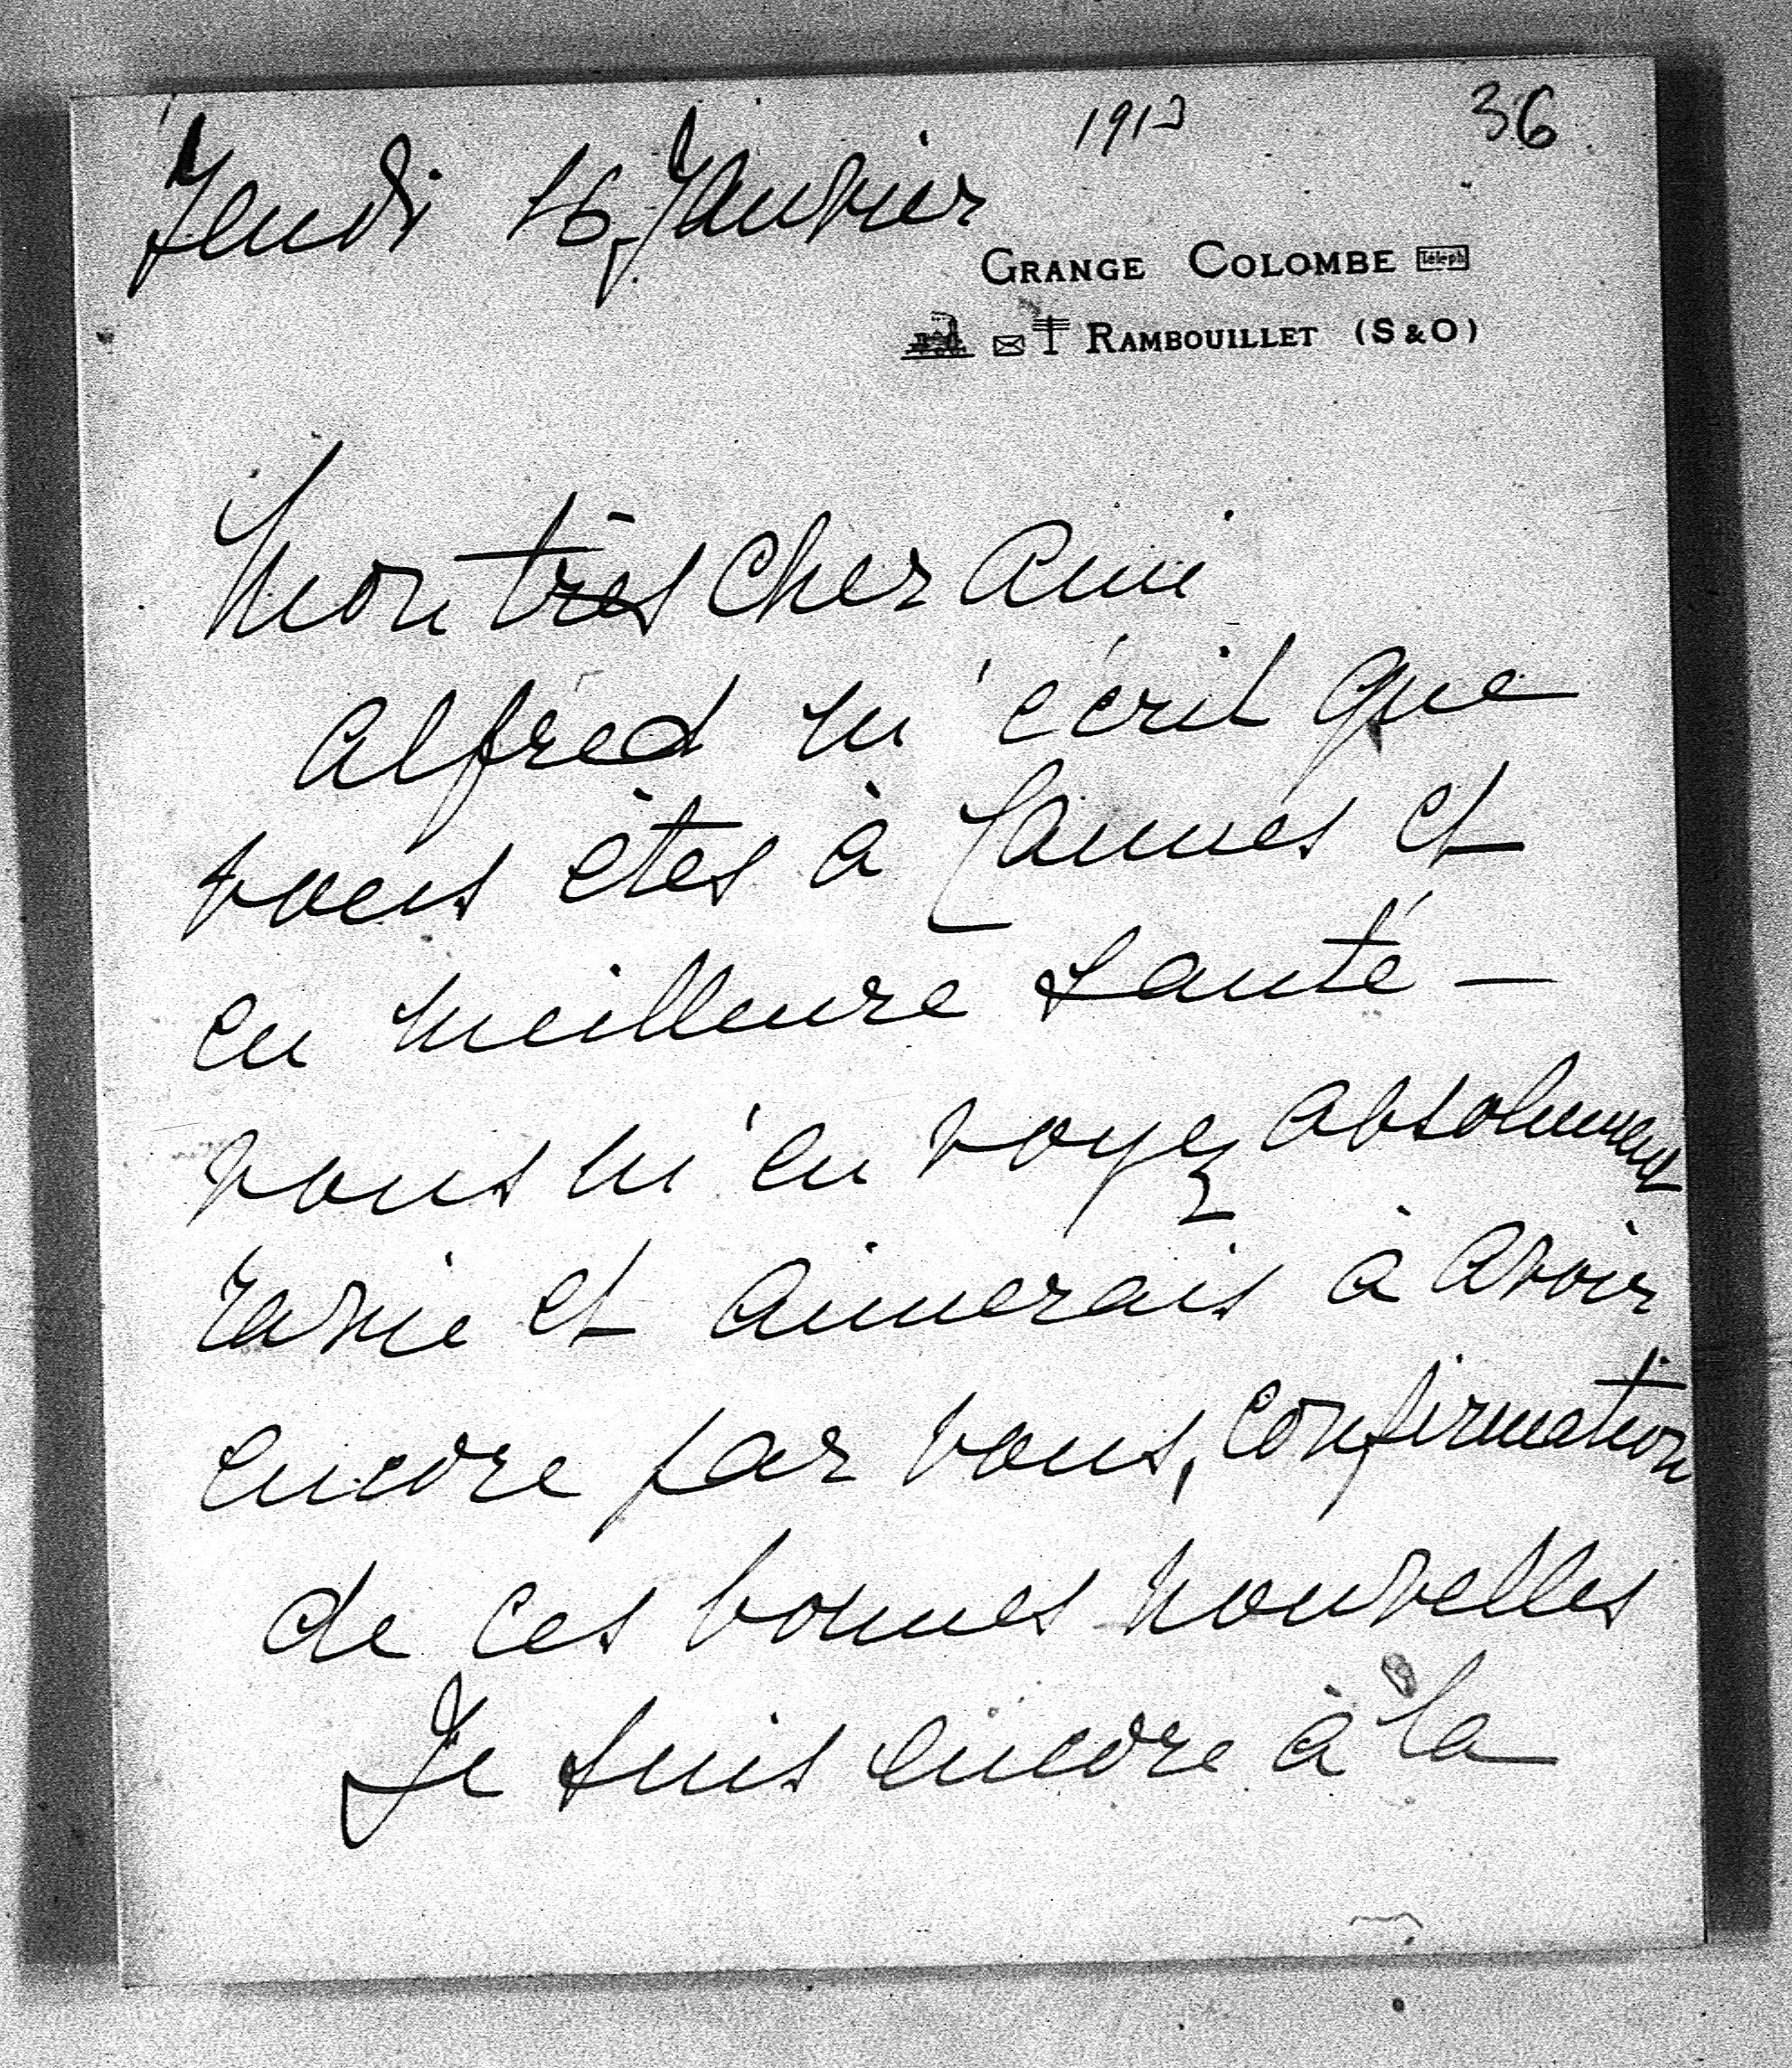 1913
36
Jeudi 16 Janvier
GRANGE COLOMBE Téleph
RAMBOUILLET (S & O)
Mon très cher ami
Alfred m'écrit que
vous êtes à Cannes et
en meilleure santé –
vous m'en voyez absolument
ravie et aimerais à avoir
encore par vous, confirmation
de ces bonnes nouvelles
Je suis encore à la